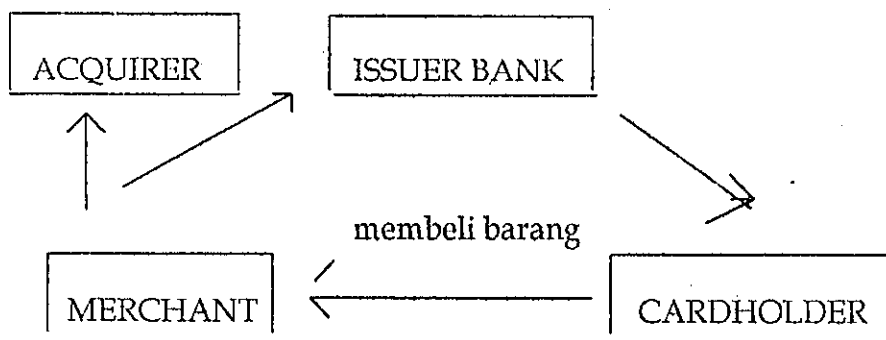 ACQUIRER
ISSUER BANK
membeli barang
MERCHANT
CARDHOLDER